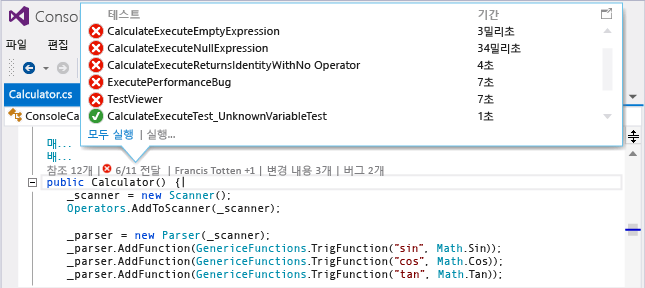 Conso
파일 편집
테스트 기간
CalculateExecuteEmptyExpression 3밀리초
CalculateExecuteNullExpression 34밀리초
CalculateExecuteReturnsIdentityWithNo Operator 4초
ExecutePerformanceBug 7초
TestViewer 7초
CalculateExecuteTest_UnknownVariableTest 1초
모두 실행 | 실행...
Calculator.cs
ConsoleCa
매...
배...
참조 12개 | 6/11 전달 | Francis Totten +1 | 변경 내용 3개 | 버그 2개
public Calculator() {
_scanner = new Scanner();
Operators.AddToScanner(_scanner);
_parser = new Parser(_scanner);
_parser.AddFunction(GenericeFunctions.TrigFunction("sin", Math.Sin));
_parser.AddFunction(GenericeFunctions.TrigFunction("cos", Math.Cos));
_parser.AddFunction(GenericeFunctions.TrigFunction("tan", Math.Tan));